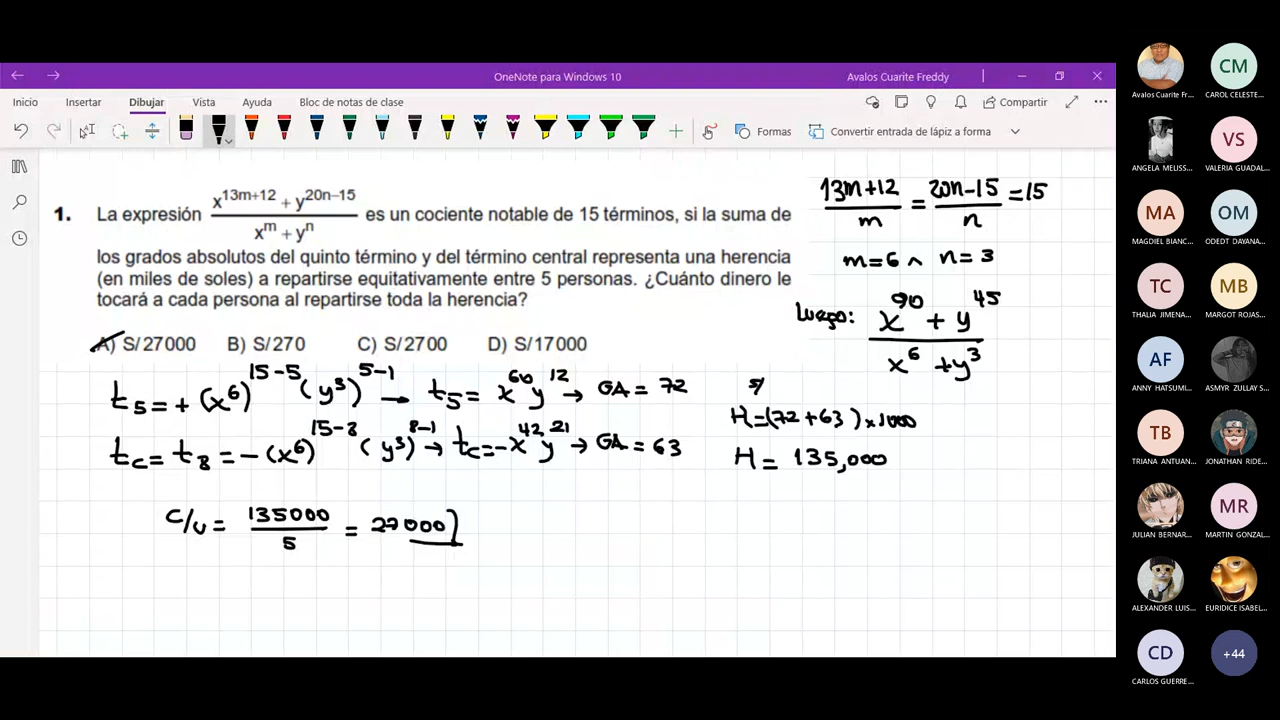 OneNote para Windows 10
Avalos Cuarite Freddy
Inicio Insertar Dibujar Vista Ayuda Bloc de notas de clase
Compartir
Formas
Convertir entrada de lápiz a forma
1. La expresión (x^(13m+12) + y^(20n–15))/(x^m + y^n) es un cociente notable de 15 términos, si la suma de
los grados absolutos del quinto término y del término central representa una herencia
(en miles de soles) a repartirse equitativamente entre 5 personas. ¿Cuánto dinero le
tocará a cada persona al repartirse toda la herencia?
A) S/27000 B) S/270 C) S/2700 D) S/17000
(13m+12)/m = (20n–15)/n = 15
m=6 ^ n=3
Luego: (x^90 + y^45)/(x^6 + y^3)
t5 = + (x^6)^(15-5) (y^3)^(5-1) → t5 = x^60 y^12 → GA = 72
tc = t8 = – (x^6)^(15-8) (y^3)^(8-1) → tc = –x^42 y^21 → GA = 63
H=(72+63)x1000
H = 135,000
c/u = 135000/5 = 27000
Avalos Cuarite Fr...
CM
CAROL CELESTE...
ANGELA MELISS...
VS
VALERIA GUADAL...
MA
MAGDIEL BIANC...
OM
ODEDT DAYANA...
TC
THALIA JIMENA...
MB
MARGOT ROJAS...
AF
ANNY HATSUMI...
ASMYR ZULLAY S...
TB
TRIANA ANTUAN...
JONATHAN RIDE...
JULIAN BERNAR...
MR
MARTIN GONZAL...
ALEXANDER LUIS...
EURIDICE ISABEL...
CD
CARLOS GUERRE...
+44